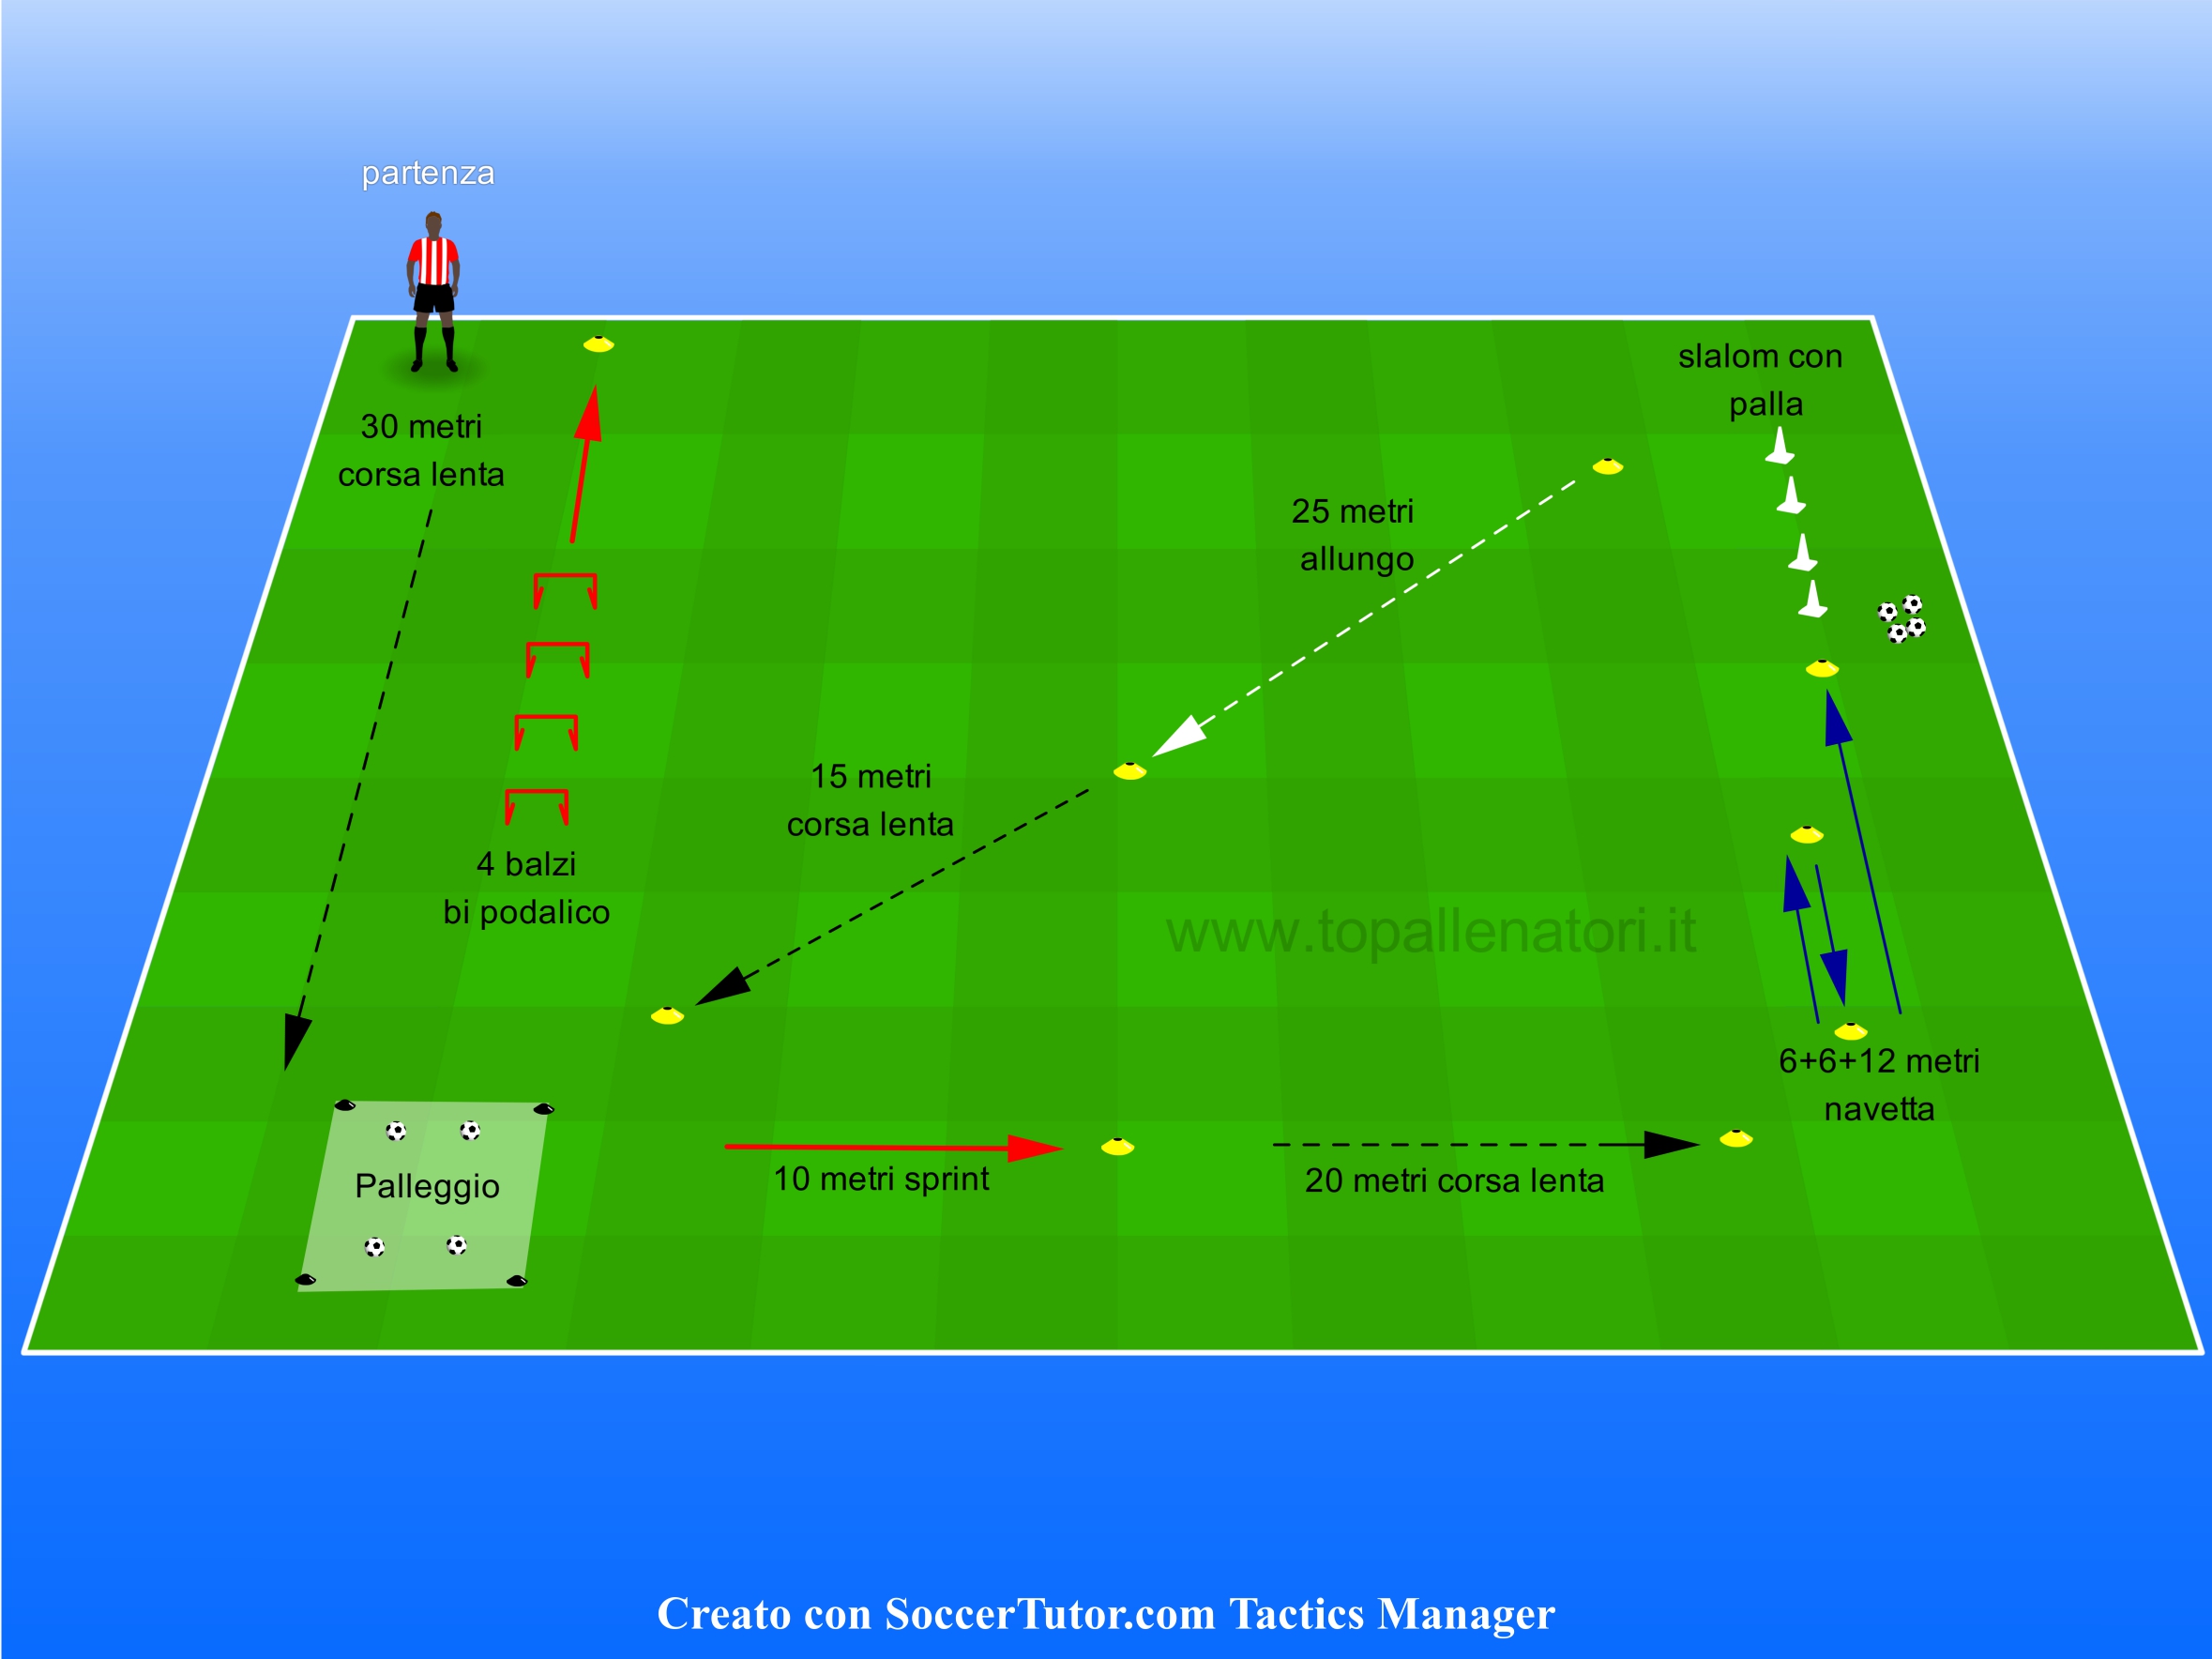 partenza
30 metri
corsa lenta
slalom con
palla
25 metri
allungo
15 metri
corsa lenta
4 balzi
bi podalico
www.topallenatori.it
6+6+12 metri
navetta
Palleggio
10 metri sprint
20 metri corsa lenta
Creato con SoccerTutor.com Tactics Manager